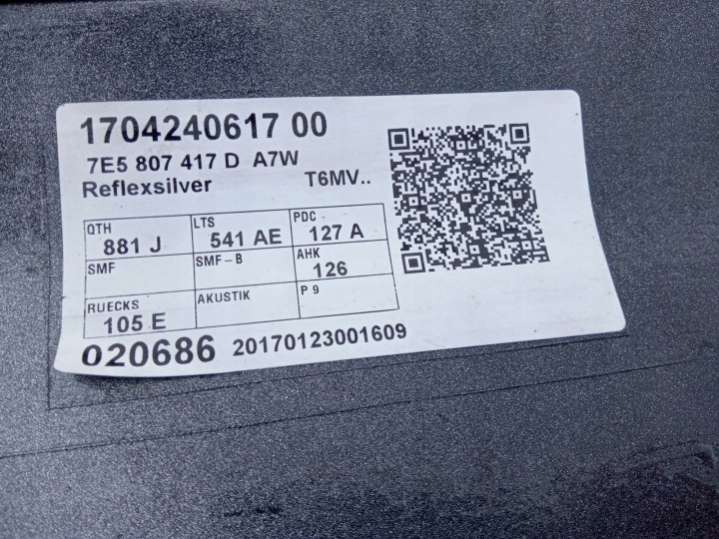 1704240617 00
7E5 807 417 D A7W
Reflexsilver T6MV..
QTH LTS PDC
881 J 541 AE 127 A
SMF SMF-B AHK
126
RUECKS AKUSTIK P 9
105 E
020686 20170123001609